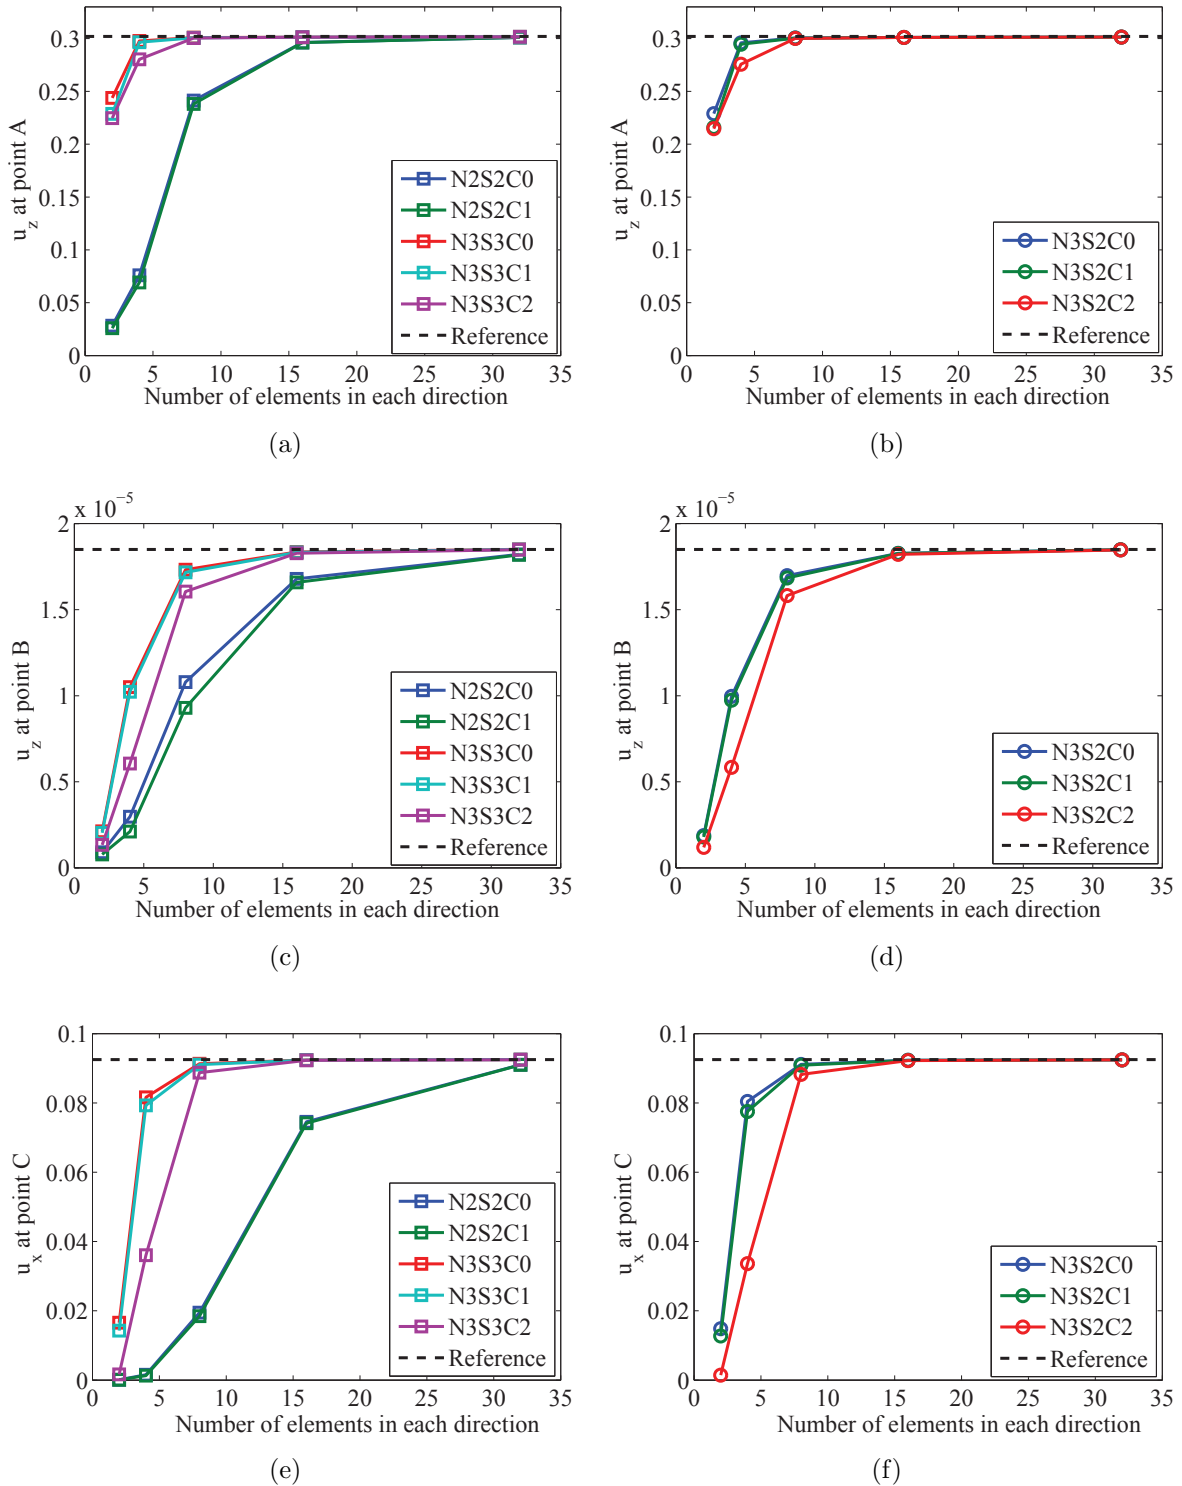 0.3
0.25
0.2
0.15
0.1
0.05
0
u_z at point A
N2S2C0
N2S2C1
N3S3C0
N3S3C1
N3S3C2
Reference
0 5 10 15 20 25 30 35
Number of elements in each direction
(a)
0.3
0.25
0.2
0.15
0.1
0.05
0
u_z at point A
N3S2C0
N3S2C1
N3S2C2
Reference
0 5 10 15 20 25 30 35
Number of elements in each direction
(b)
x 10^-5
2
1.5
1
0.5
0
u_z at point B
N2S2C0
N2S2C1
N3S3C0
N3S3C1
N3S3C2
Reference
0 5 10 15 20 25 30 35
Number of elements in each direction
(c)
x 10^-5
2
1.5
1
0.5
0
u_z at point B
N3S2C0
N3S2C1
N3S2C2
Reference
0 5 10 15 20 25 30 35
Number of elements in each direction
(d)
0.1
0.08
0.06
0.04
0.02
0
u_x at point C
N2S2C0
N2S2C1
N3S3C0
N3S3C1
N3S3C2
Reference
0 5 10 15 20 25 30 35
Number of elements in each direction
(e)
0.1
0.08
0.06
0.04
0.02
0
u_x at point C
N3S2C0
N3S2C1
N3S2C2
Reference
0 5 10 15 20 25 30 35
Number of elements in each direction
(f)